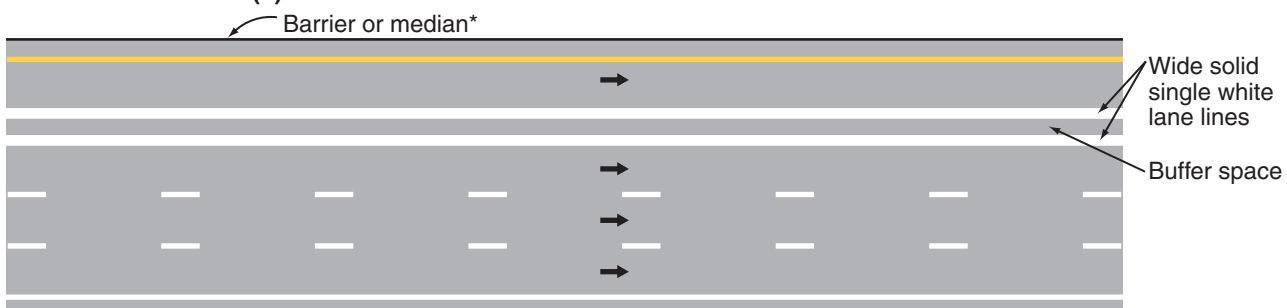 Barrier or median*
Wide solid
single white
lane lines
Buffer space